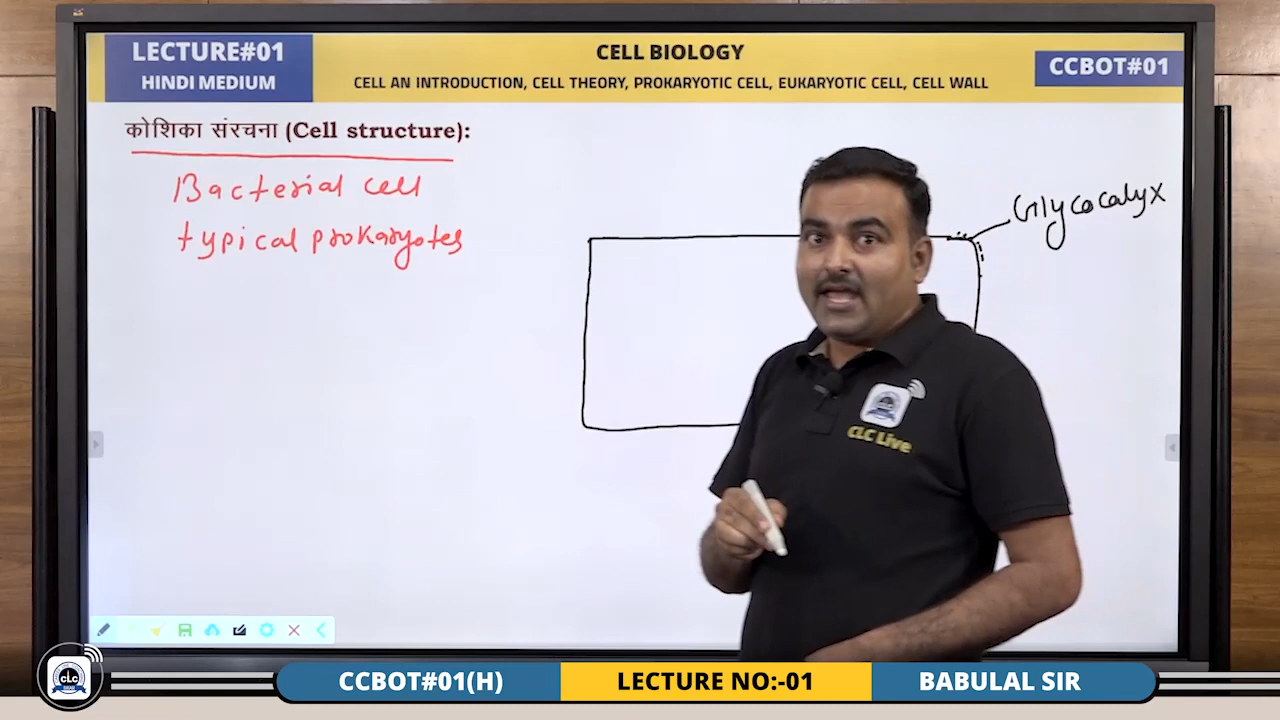 LECTURE#01
HINDI MEDIUM
CELL BIOLOGY
CELL AN INTRODUCTION, CELL THEORY, PROKARYOTIC CELL, EUKARYOTIC CELL, CELL WALL
CCBOT#01
कोशिका संरचना (Cell structure):
Bacterial cell
typical prokaryotes
Glycocalyx
CLC Live
CLC
CCBOT#01(H)
LECTURE NO:-01
BABULAL SIR